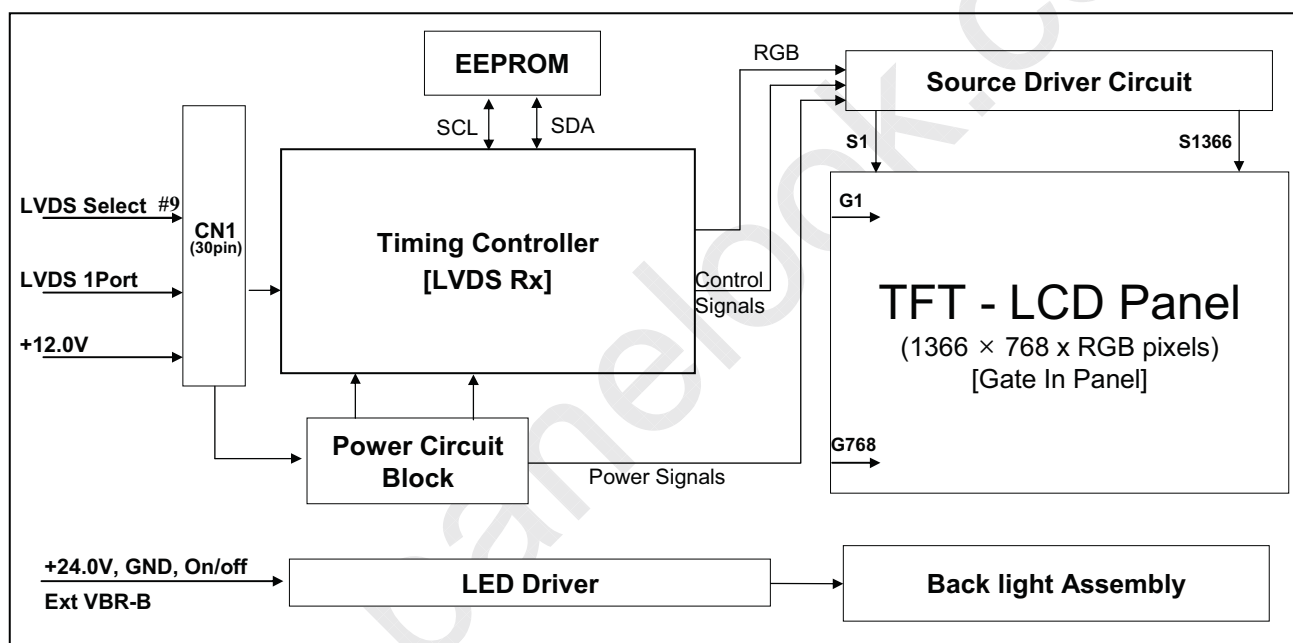 EEPROM
RGB
Source Driver Circuit
SCL
SDA
S1
S1366
LVDS Select #9
CN1
(30pin)
Timing Controller
[LVDS Rx]
G1
LVDS 1Port
Control
Signals
TFT - LCD Panel
(1366 × 768 x RGB pixels)
[Gate In Panel]
+12.0V
Power Circuit
Block
G768
Power Signals
+24.0V, GND, On/off
Ext VBR-B
LED Driver
Back light Assembly
panelook.c